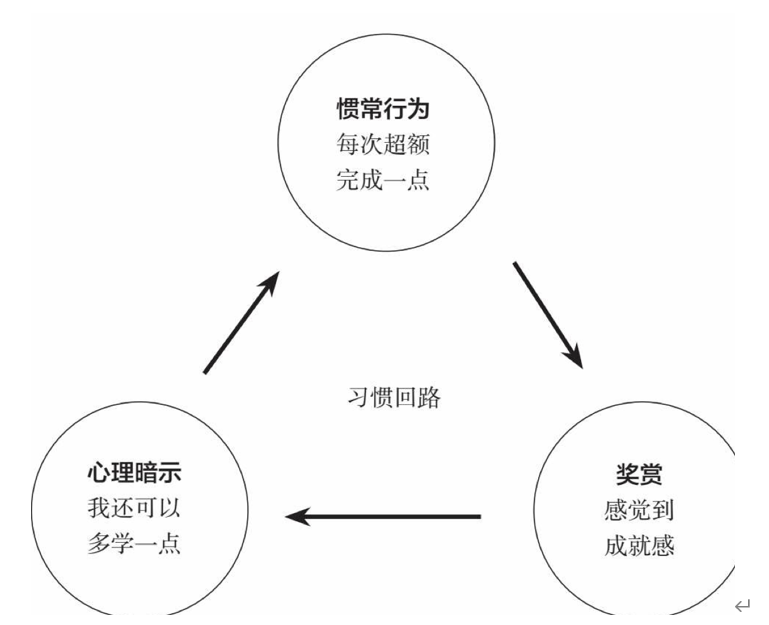 惯常行为
每次超额
完成一点
习惯回路
心理暗示
我还可以
多学一点
奖赏
感觉到
成就感